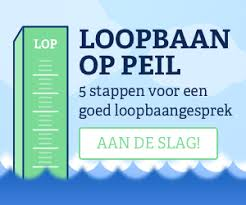 LOP
LOOPBAAN
OP PEIL
5 stappen voor een
goed loopbaangesprek
AAN DE SLAG!